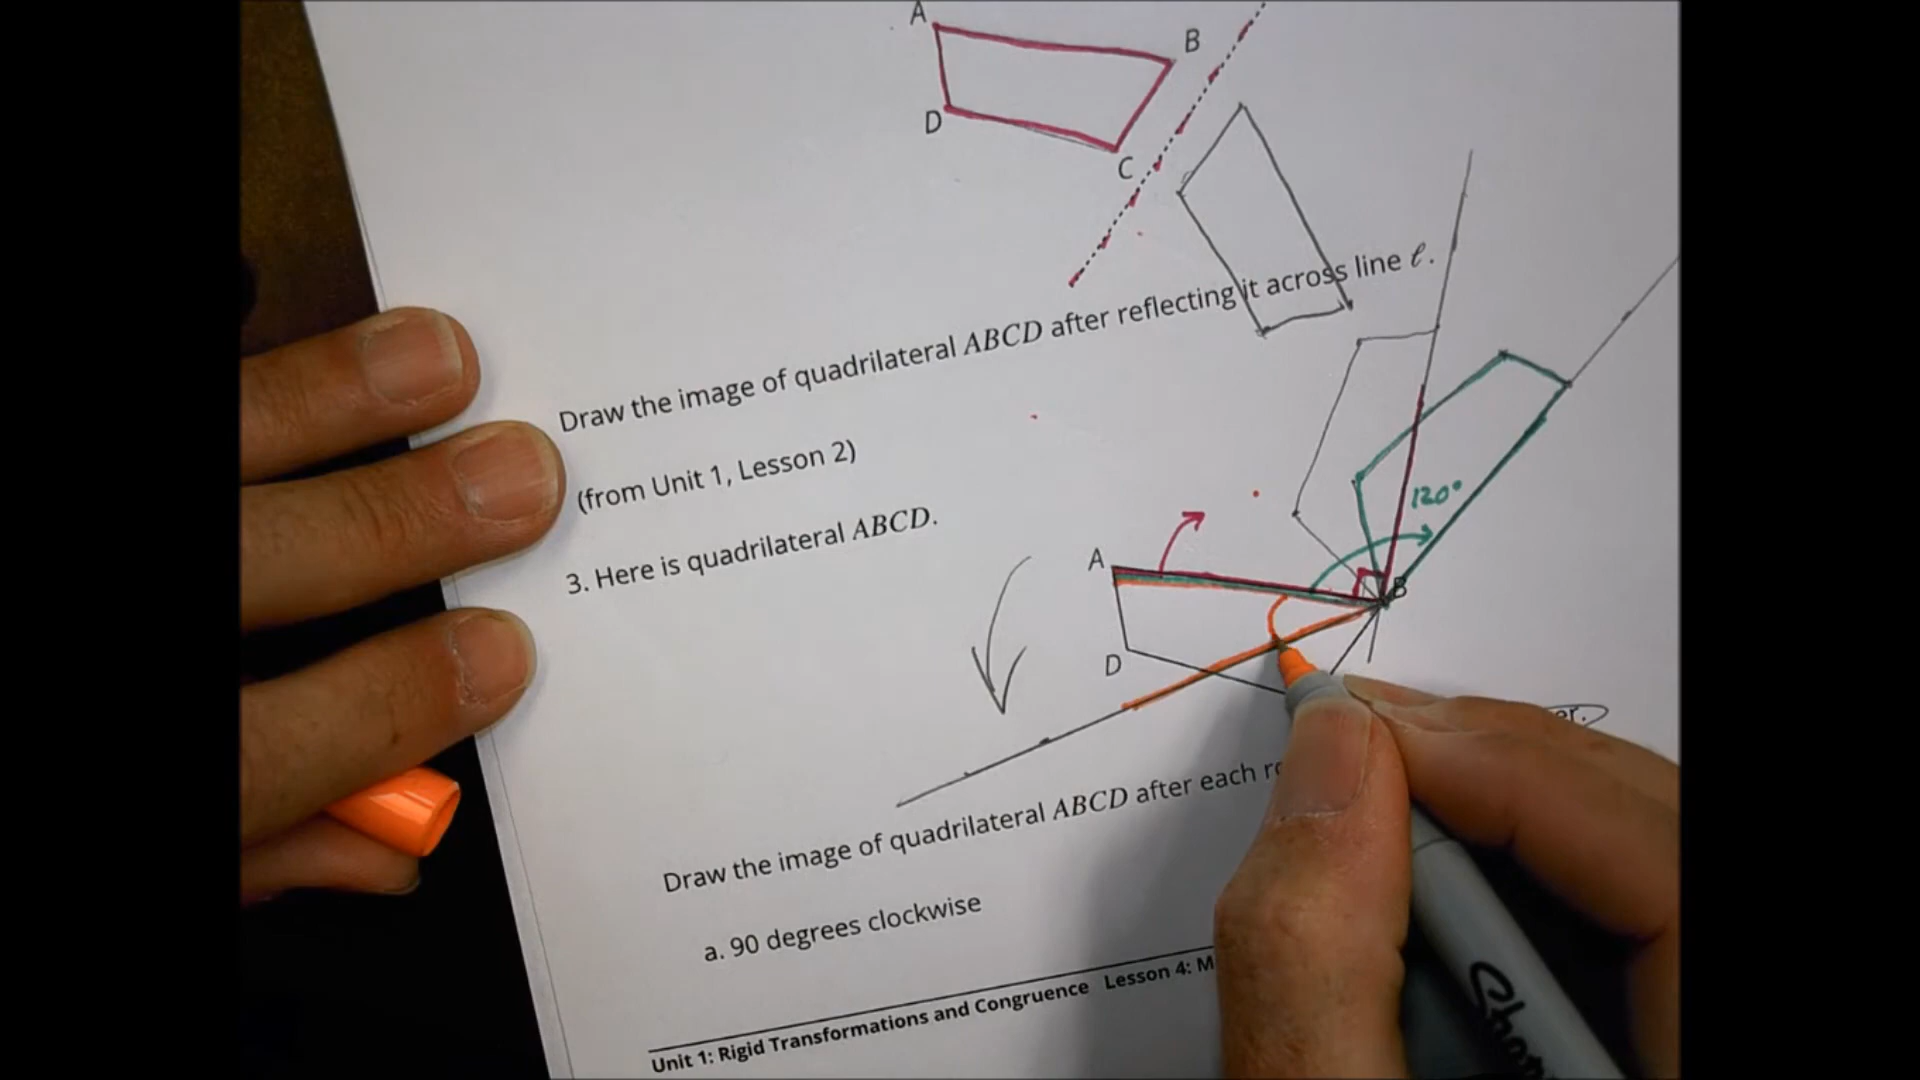 A
B
D
C
Draw the image of quadrilateral ABCD after reflecting it across line ℓ.
(from Unit 1, Lesson 2)
3. Here is quadrilateral ABCD.
120°
A
B
D
er.
Draw the image of quadrilateral ABCD after each
a. 90 degrees clockwise
Unit 1: Rigid Transformations and Congruence Lesson 4: